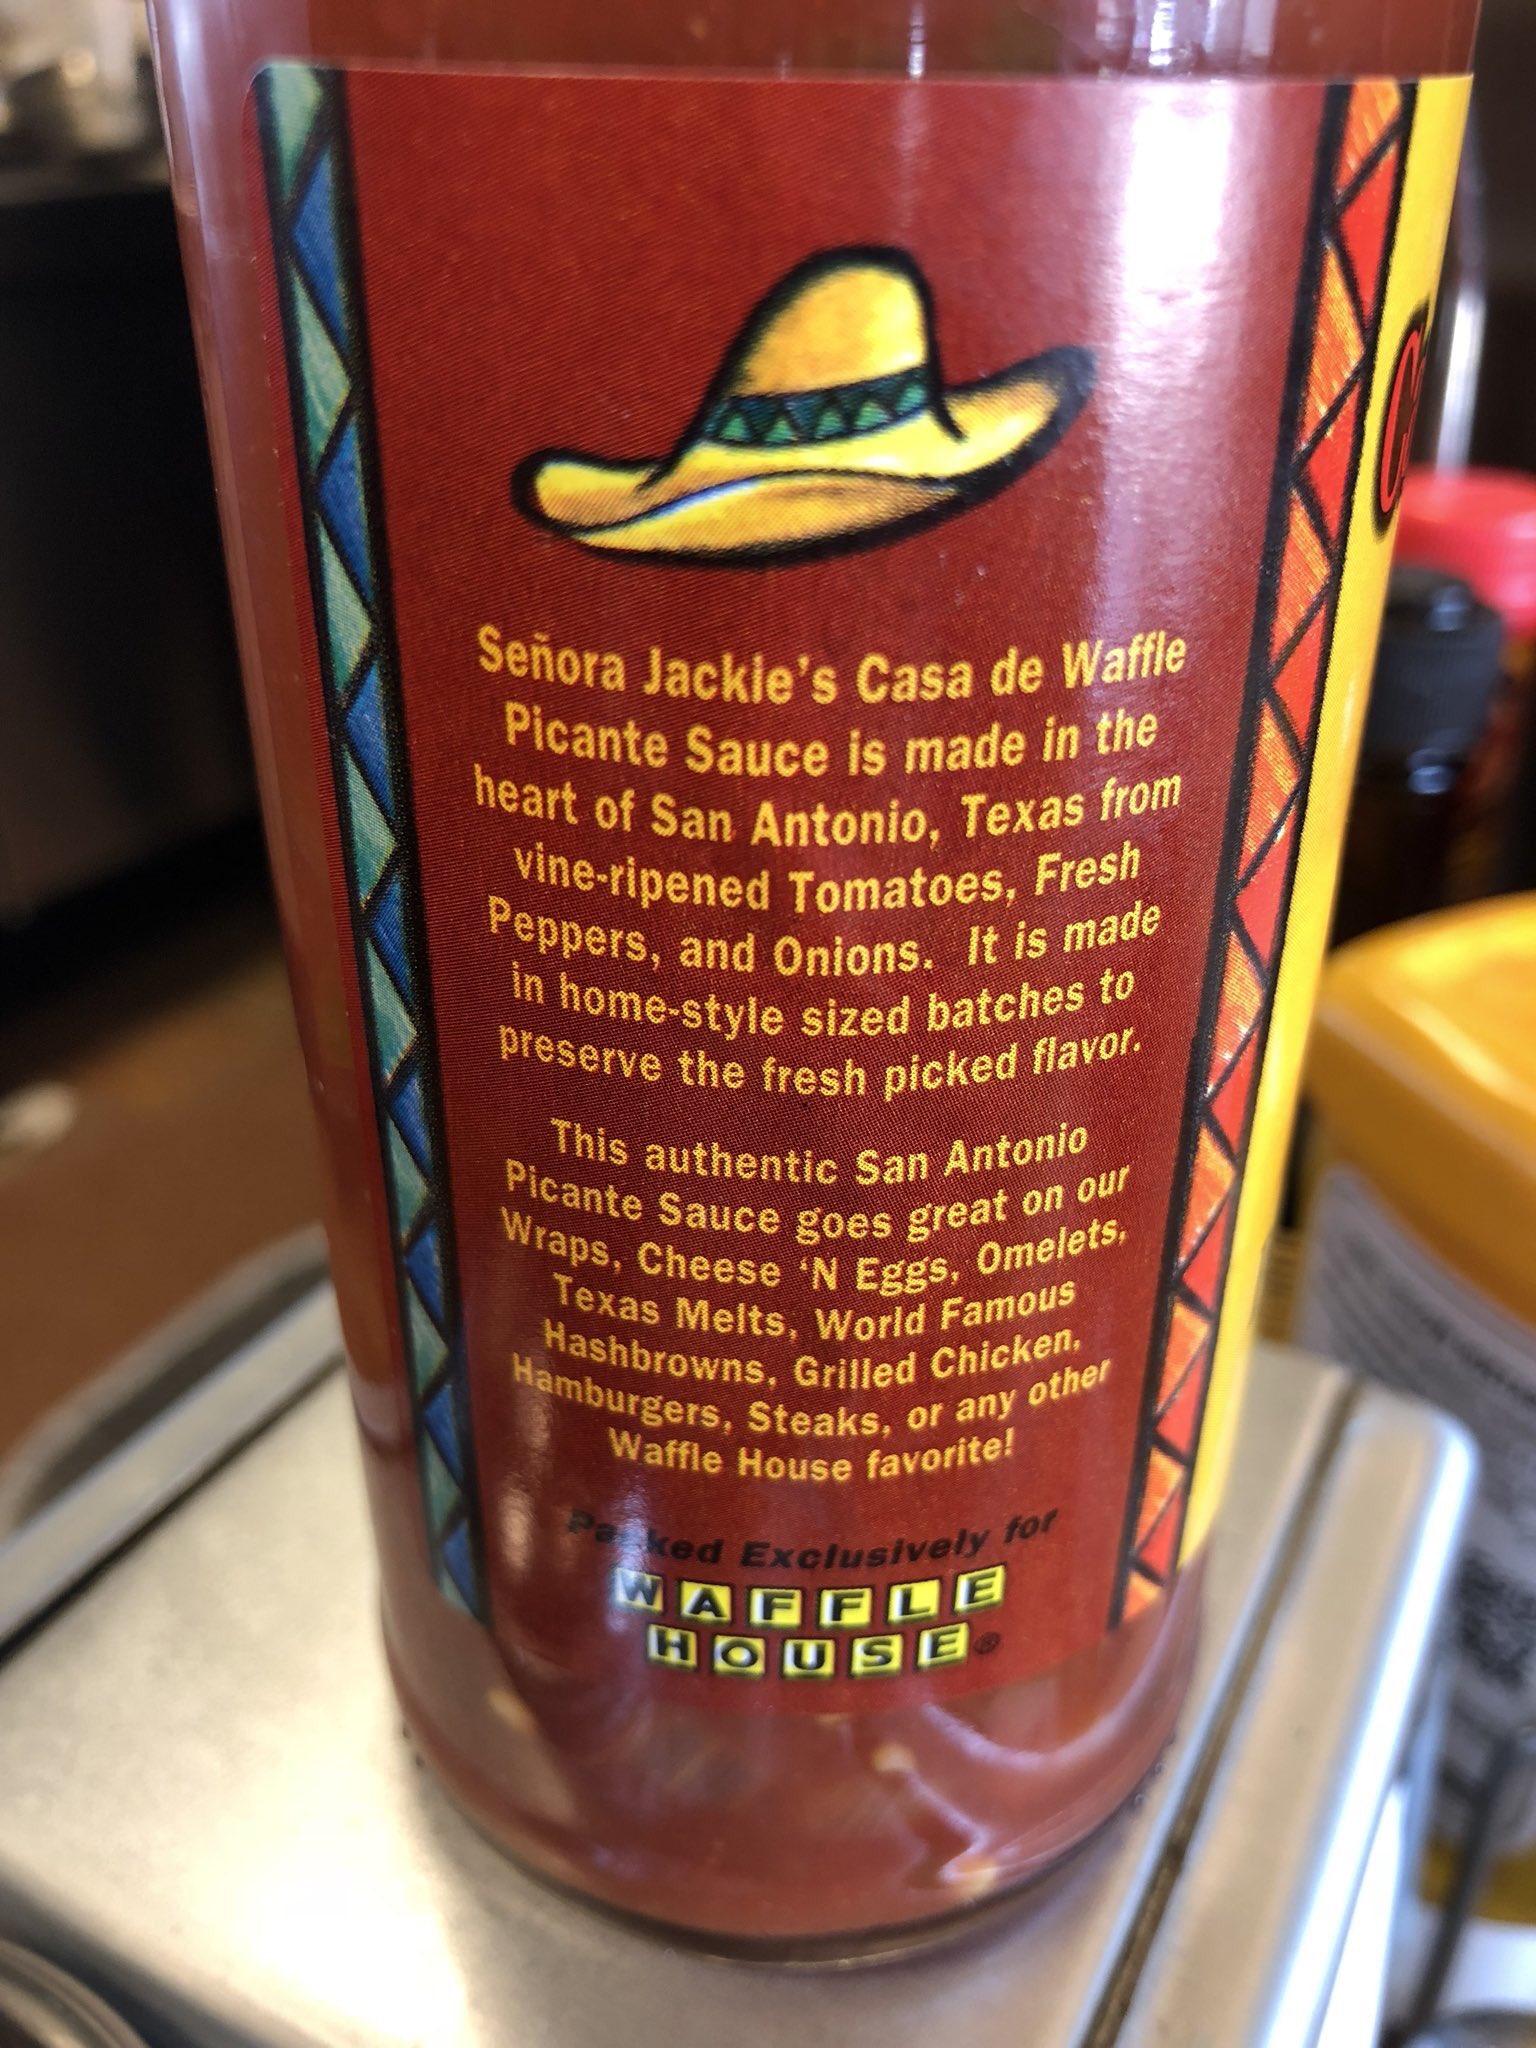 Señora Jackie's Casa de Waffle
Picante Sauce is made in the
heart of San Antonio, Texas from
vine-ripened Tomatoes, Fresh
Peppers, and Onions. It is made
in home-style sized batches to
preserve the fresh picked flavor.
This authentic San Antonio
Picante Sauce goes great on our
Wraps, Cheese 'N Eggs, Omelets,
Texas Melts, World Famous
Hashbrowns, Grilled Chicken,
Hamburgers, Steaks, or any other
Waffle House favorite!
Packed Exclusively for
WAFFLE
HOUSE®